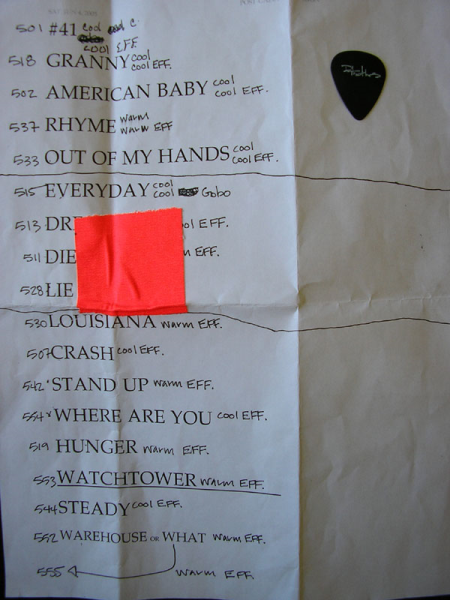 501 #41 cool C.
COOL EFF
518 GRANNY cool
cool EFF.
502 AMERICAN BABY cool
cool EFF.
537 RHYME warm
warm EFF
533 OUT OF MY HANDS cool
cool EFF.
515 EVERYDAY cool
cool Gobo
513 DRE EFF.
511 DIE EFF.
528 LIE
530 LOUISIANA warm EFF.
507 CRASH cool EFF.
542 STAND UP warm EFF.
554 WHERE ARE YOU cool EFF.
519 HUNGER warm EFF.
553 WATCHTOWER warm EFF.
544 STEADY cool EFF.
552 WAREHOUSE OR WHAT warm EFF.
555 warm EFF.